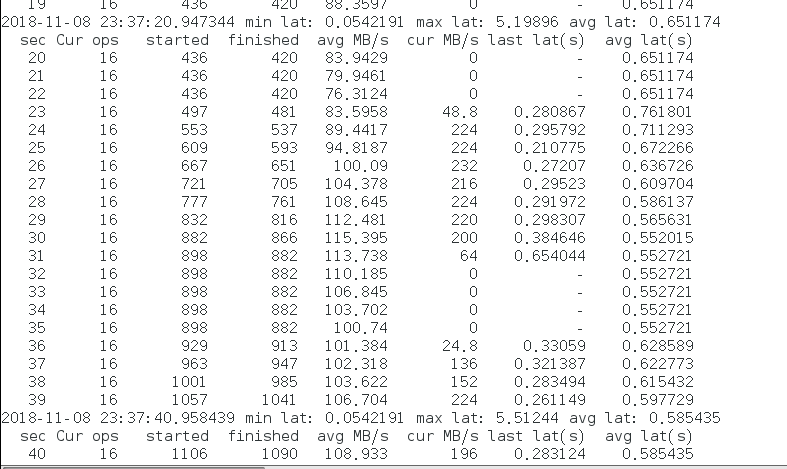 19 16 436 420 88.3597 0 - 0.651174
2018-11-08 23:37:20.947344 min lat: 0.0542191 max lat: 5.19896 avg lat: 0.651174
sec Cur ops started finished avg MB/s cur MB/s last lat(s) avg lat(s)
20 16 436 420 83.9429 0 - 0.651174
21 16 436 420 79.9461 0 - 0.651174
22 16 436 420 76.3124 0 - 0.651174
23 16 497 481 83.5958 48.8 0.280867 0.761801
24 16 553 537 89.4417 224 0.295792 0.711293
25 16 609 593 94.8187 224 0.210775 0.672266
26 16 667 651 100.09 232 0.27207 0.636726
27 16 721 705 104.378 216 0.29523 0.609704
28 16 777 761 108.645 224 0.291972 0.586137
29 16 832 816 112.481 220 0.298307 0.565631
30 16 882 866 115.395 200 0.384646 0.552015
31 16 898 882 113.738 64 0.654044 0.552721
32 16 898 882 110.185 0 - 0.552721
33 16 898 882 106.845 0 - 0.552721
34 16 898 882 103.702 0 - 0.552721
35 16 898 882 100.74 0 - 0.552721
36 16 929 913 101.384 24.8 0.33059 0.628589
37 16 963 947 102.318 136 0.321387 0.622773
38 16 1001 985 103.622 152 0.283494 0.615432
39 16 1057 1041 106.704 224 0.261149 0.597729
2018-11-08 23:37:40.958439 min lat: 0.0542191 max lat: 5.51244 avg lat: 0.585435
sec Cur ops started finished avg MB/s cur MB/s last lat(s) avg lat(s)
40 16 1106 1090 108.933 196 0.283124 0.585435